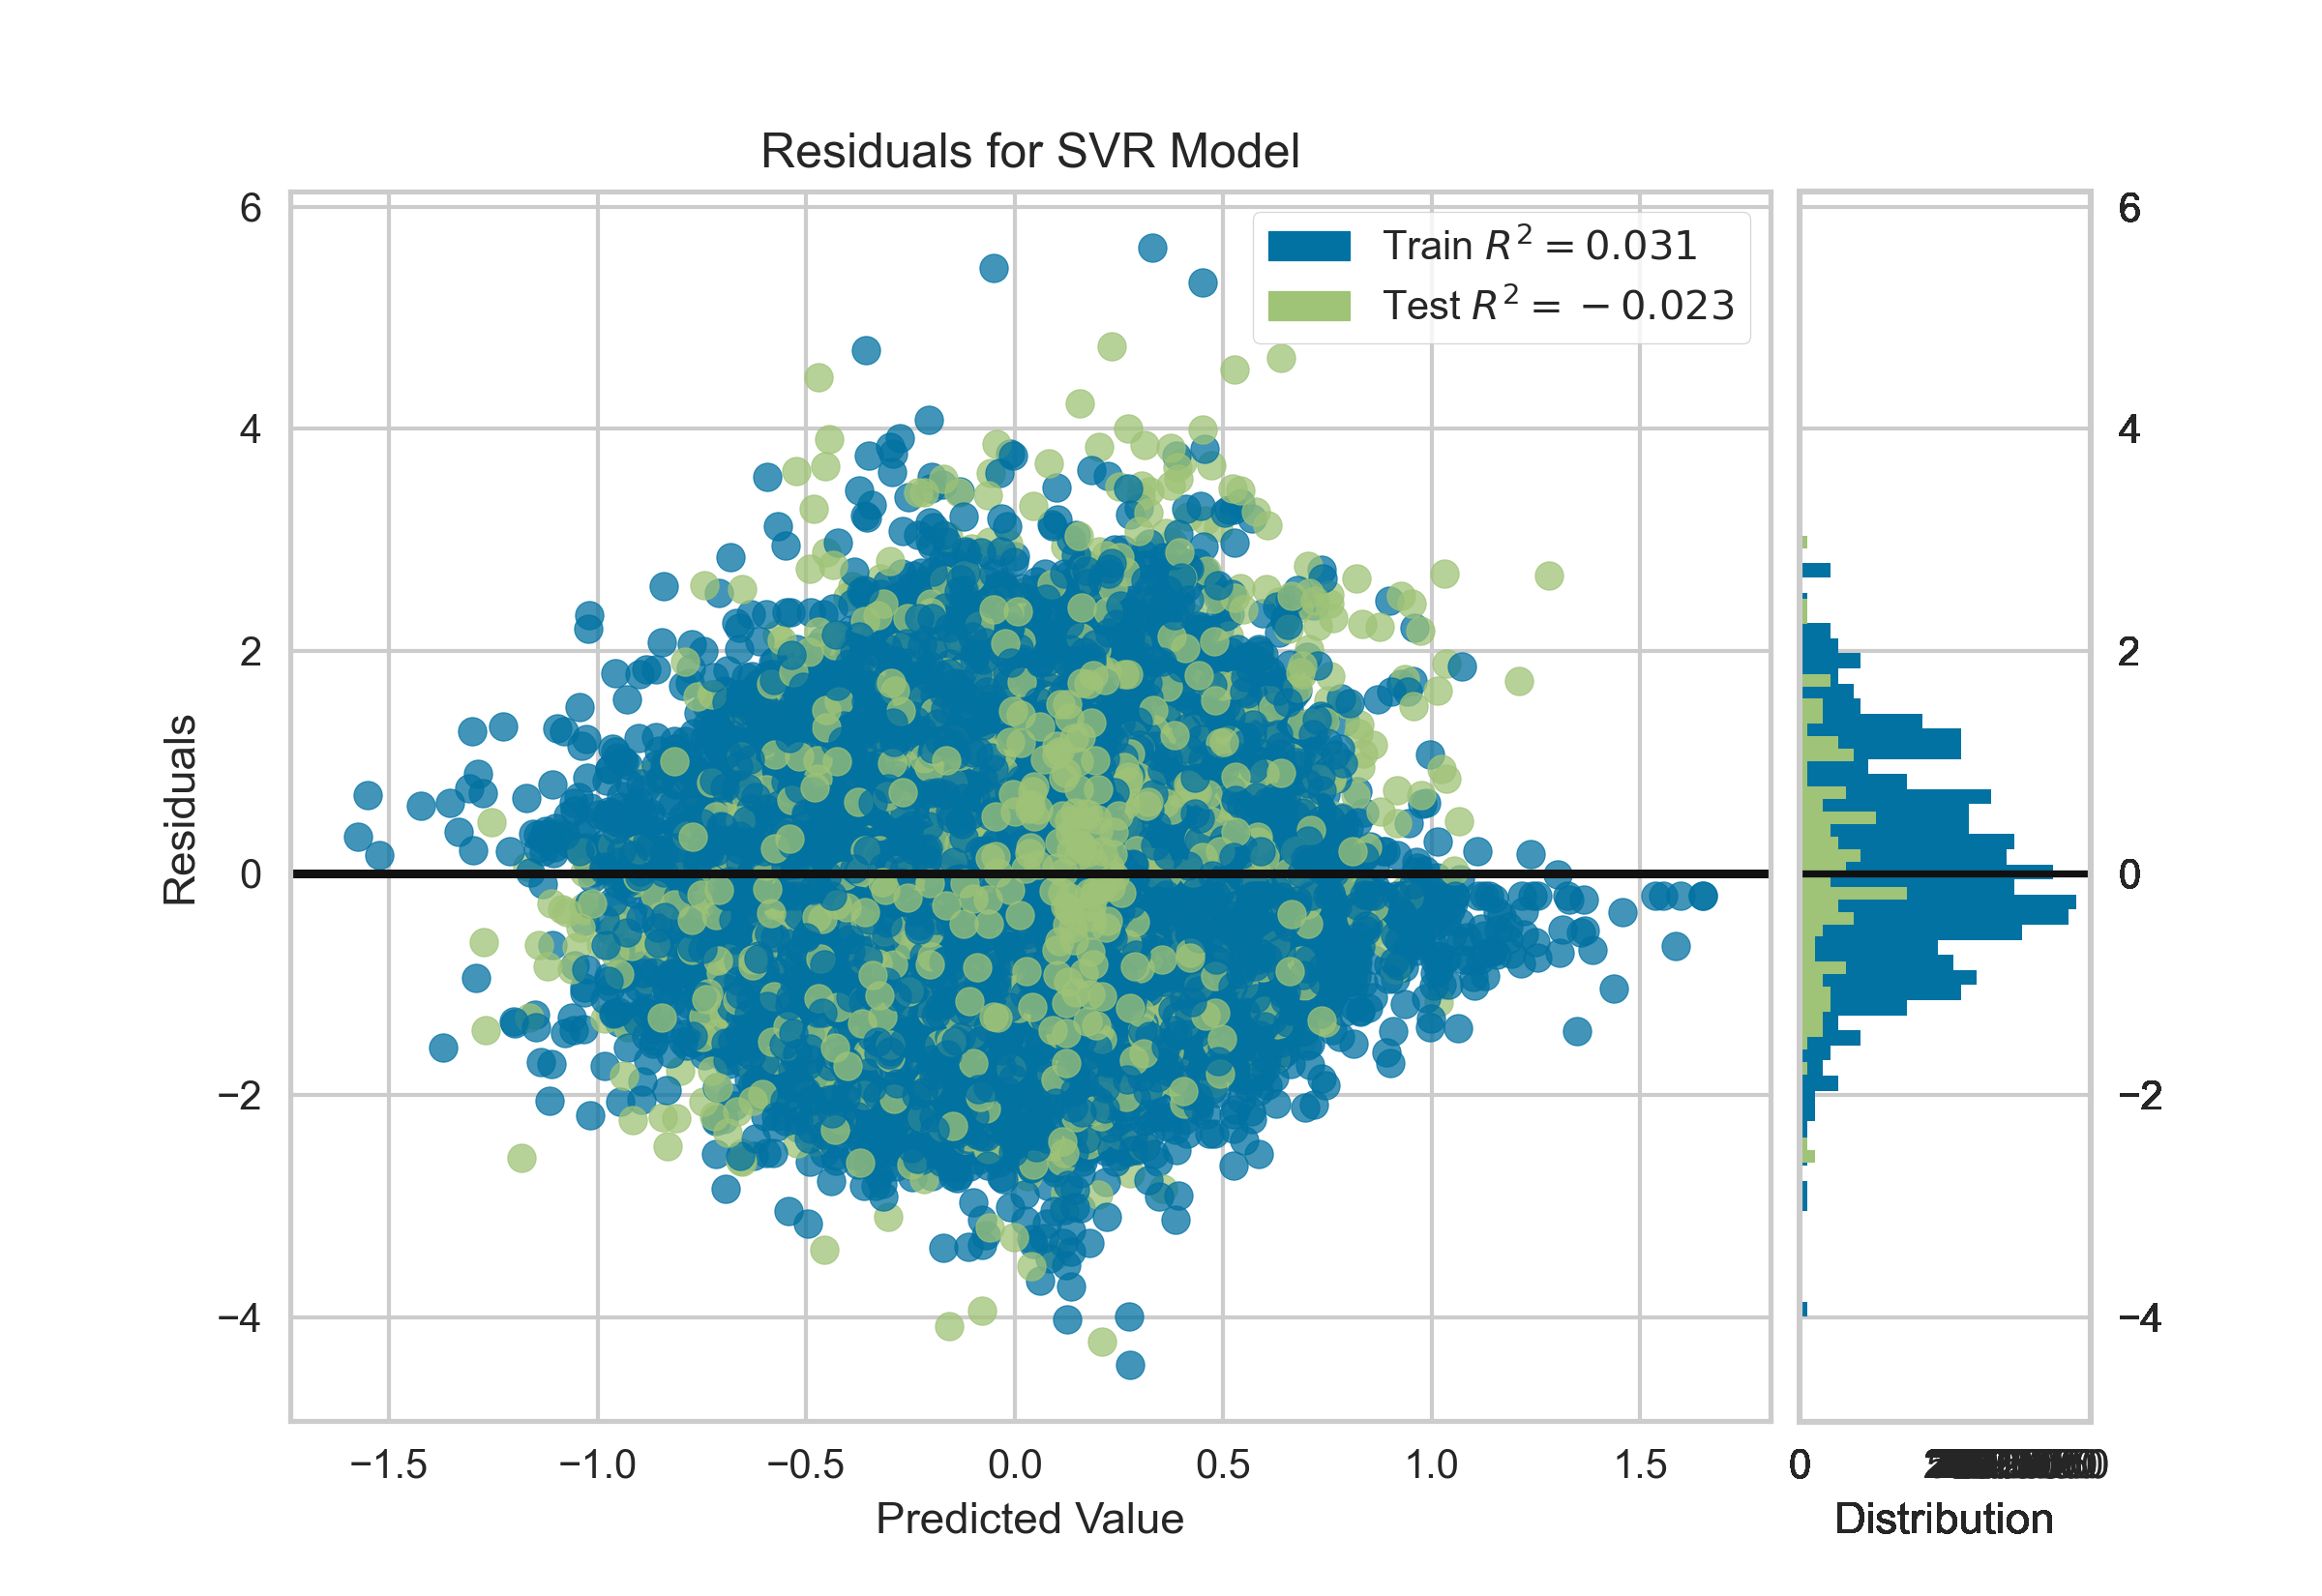 Residuals for SVR Model
Train R² = 0.031
Test R² = −0.023
Residuals
6
4
2
0
−2
−4
6
4
2
0
−2
−4
−1.5 −1.0 −0.5 0.0 0.5 1.0 1.5
0
Predicted Value
Distribution